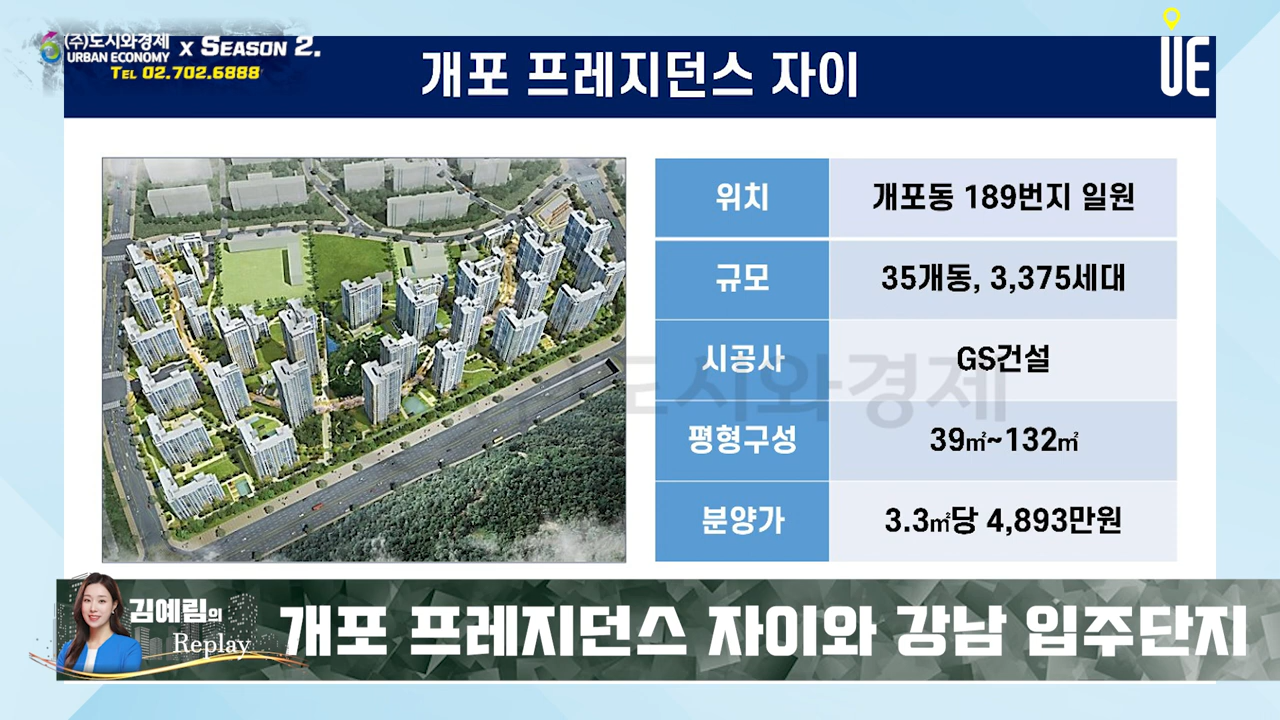 (주)도시와경제
URBAN ECONOMY
X SEASON 2.
TEL 02.702.6888
개포 프레지던스 자이
UE
위치
개포동 189번지 일원
규모
35개동, 3,375세대
시공사
GS건설
평형구성
39㎡~132㎡
분양가
3.3㎡당 4,893만원
도시와경제
김예림의
Replay
개포 프레지던스 자이와 강남 입주단지